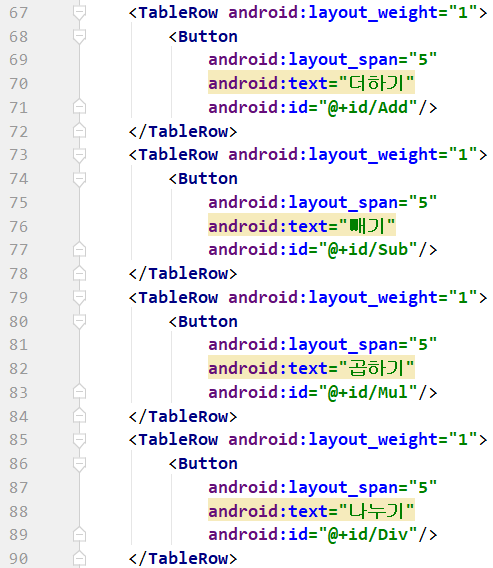 67 <TableRow android:layout_weight="1">
68 <Button
69 android:layout_span="5"
70 android:text="더하기"
71 android:id="@+id/Add"/>
72 </TableRow>
73 <TableRow android:layout_weight="1">
74 <Button
75 android:layout_span="5"
76 android:text="빼기"
77 android:id="@+id/Sub"/>
78 </TableRow>
79 <TableRow android:layout_weight="1">
80 <Button
81 android:layout_span="5"
82 android:text="곱하기"
83 android:id="@+id/Mul"/>
84 </TableRow>
85 <TableRow android:layout_weight="1">
86 <Button
87 android:layout_span="5"
88 android:text="나누기"
89 android:id="@+id/Div"/>
90 </TableRow>